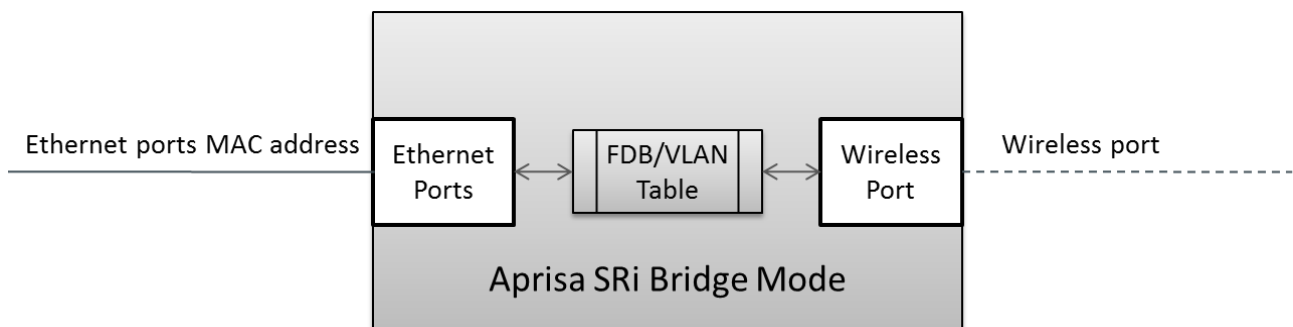 Ethernet ports MAC address
Ethernet
Ports
FDB/VLAN
Table
Wireless
Port
Wireless port
Aprisa SRi Bridge Mode